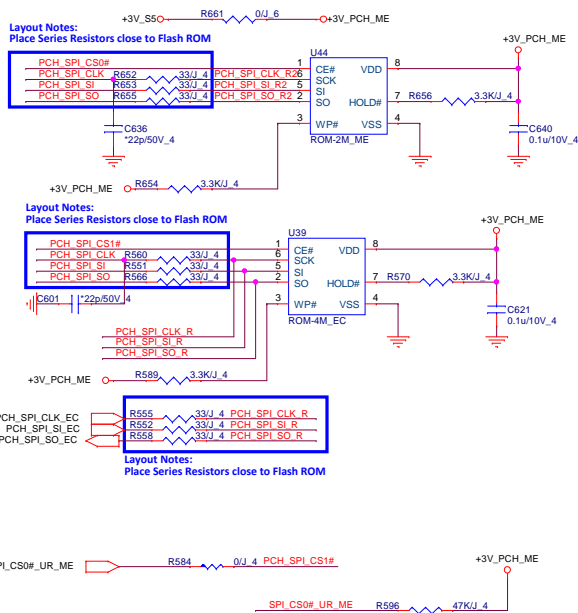 +3V_S5 R661 0/J_6 +3V_PCH_ME
Layout Notes:
Place Series Resistors close to Flash ROM
+3V_PCH_ME
U44
PCH_SPI_CS0# 1 CE# VDD 8
PCH_SPI_CLK R652 33/J_4 PCH_SPI_CLK_R2 6 SCK
PCH_SPI_SI R653 33/J_4 PCH_SPI_SI_R2 5 SI
PCH_SPI_SO R655 33/J_4 PCH_SPI_SO_R2 2 SO HOLD# 7 R656 3.3K/J_4
3 WP# VSS 4
ROM-2M_ME
C636
*22p/50V_4
C640
0.1u/10V_4
+3V_PCH_ME R654 3.3K/J_4
Layout Notes:
Place Series Resistors close to Flash ROM
+3V_PCH_ME
U39
PCH_SPI_CS1# 1 CE# VDD 8
PCH_SPI_CLK R560 33/J_4 6 SCK
PCH_SPI_SI R551 33/J_4 5 SI
PCH_SPI_SO R566 33/J_4 2 SO HOLD# 7 R570 3.3K/J_4
C601 *22p/50V_4 3 WP# VSS 4
ROM-4M_EC
C621
0.1u/10V_4
PCH_SPI_CLK_R
PCH_SPI_SI_R
PCH_SPI_SO_R
+3V_PCH_ME R589 3.3K/J_4
PCH_SPI_CLK_EC R555 33/J_4 PCH_SPI_CLK_R
PCH_SPI_SI_EC R552 33/J_4 PCH_SPI_SI_R
PCH_SPI_SO_EC R558 33/J_4 PCH_SPI_SO_R
Layout Notes:
Place Series Resistors close to Flash ROM
PI_CS0#_UR_ME R584 0/J_4 PCH_SPI_CS1#
+3V_PCH_ME
SPI_CS0#_UR_ME R596 47K/J_4